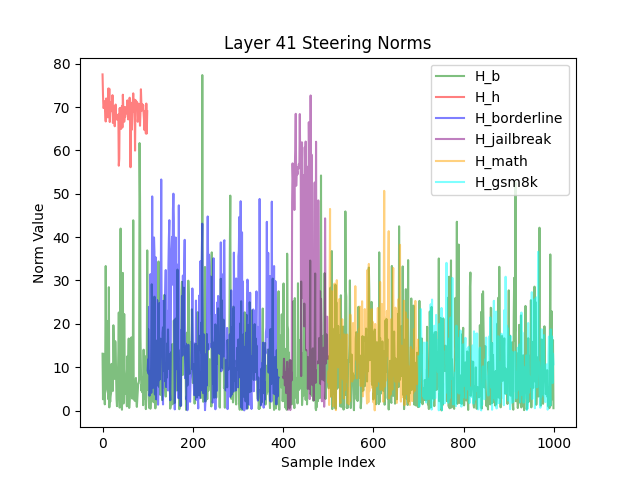 Layer 41 Steering Norms
Norm Value
80
70
60
50
40
30
20
10
0
H_b
H_h
H_borderline
H_jailbreak
H_math
H_gsm8k
0 200 400 600 800 1000
Sample Index